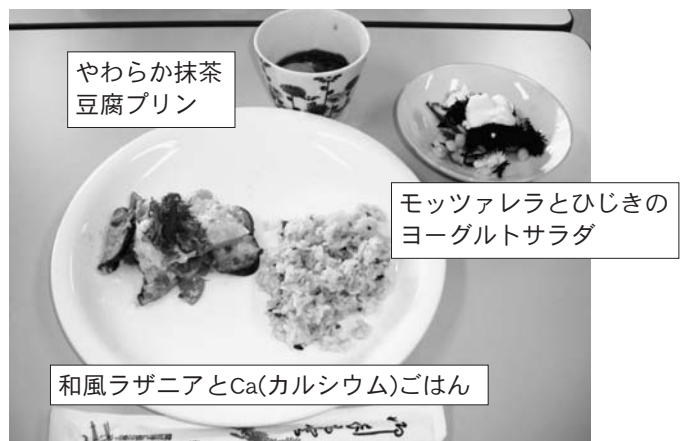 やわらか抹茶
豆腐プリン
モッツァレラとひじきの
ヨーグルトサラダ
和風ラザニアとCa(カルシウム)ごはん